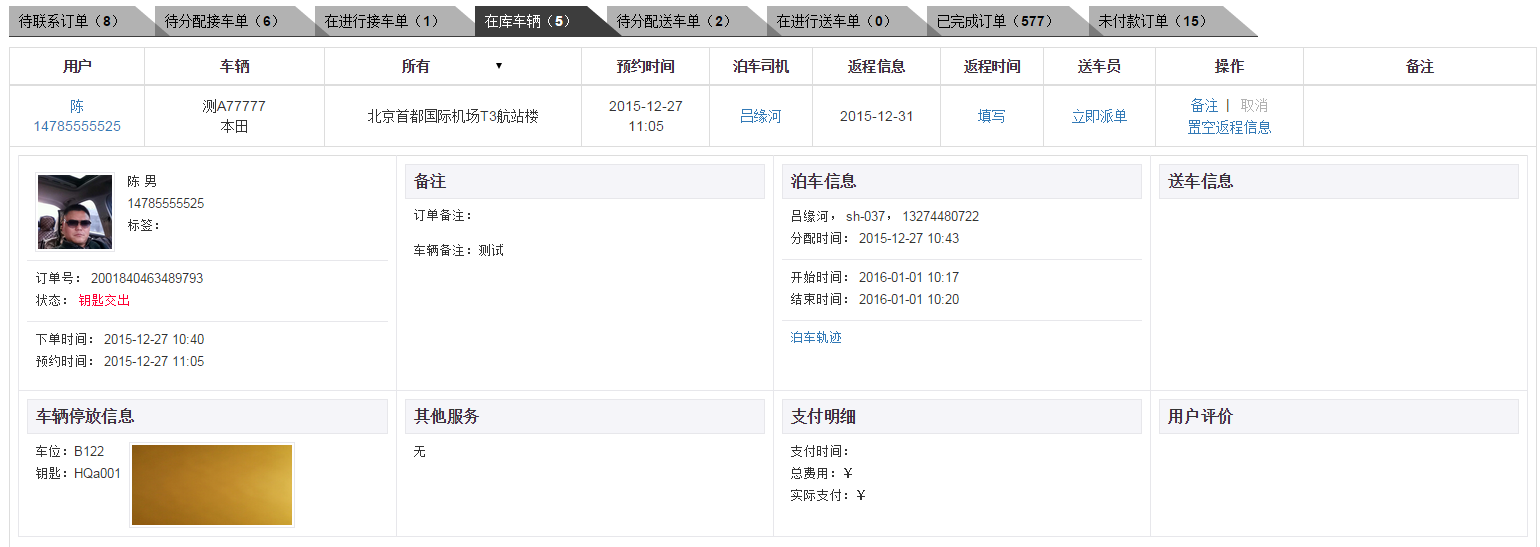 待联系订单（8） 待分配接车单（6） 在进行接车单（1） 在库车辆（5） 待分配送车单（2） 在进行送车单（0） 已完成订单（577） 未付款订单（15）
用户 车辆 所有 ▼ 预约时间 泊车司机 返程信息 返程时间 送车员 操作 备注
陈
14785555525
测A77777
本田
北京首都国际机场T3航站楼
2015-12-27
11:05
吕缘河
2015-12-31
填写
立即派单
备注 | 取消
置空返程信息
陈 男
14785555525
标签：
订单号： 2001840463489793
状态： 钥匙交出
下单时间： 2015-12-27 10:40
预约时间： 2015-12-27 11:05
备注
订单备注：
车辆备注：测试
泊车信息
吕缘河， sh-037， 13274480722
分配时间： 2015-12-27 10:43
开始时间： 2016-01-01 10:17
结束时间： 2016-01-01 10:20
泊车轨迹
送车信息
车辆停放信息
车位：B122
钥匙：HQa001
其他服务
无
支付明细
支付时间：
总费用：￥
实际支付：￥
用户评价